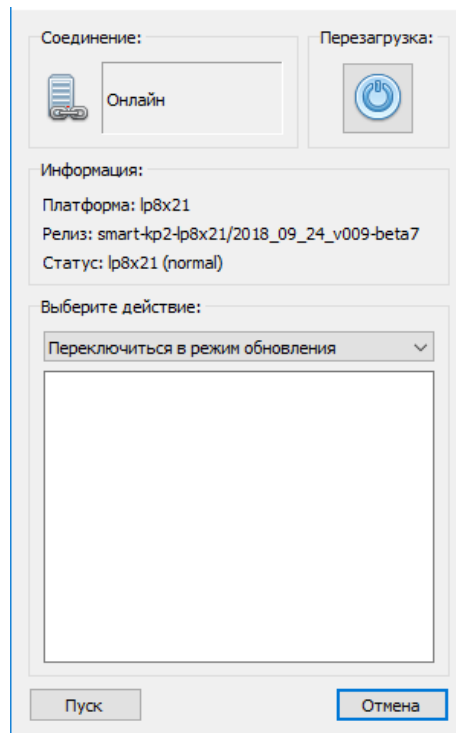 Соединение:
Перезагрузка:
Онлайн
Информация:
Платформа: lp8x21
Релиз: smart-kp2-lp8x21/2018_09_24_v009-beta7
Статус: lp8x21 (normal)
Выберите действие:
Переключиться в режим обновления
Пуск
Отмена